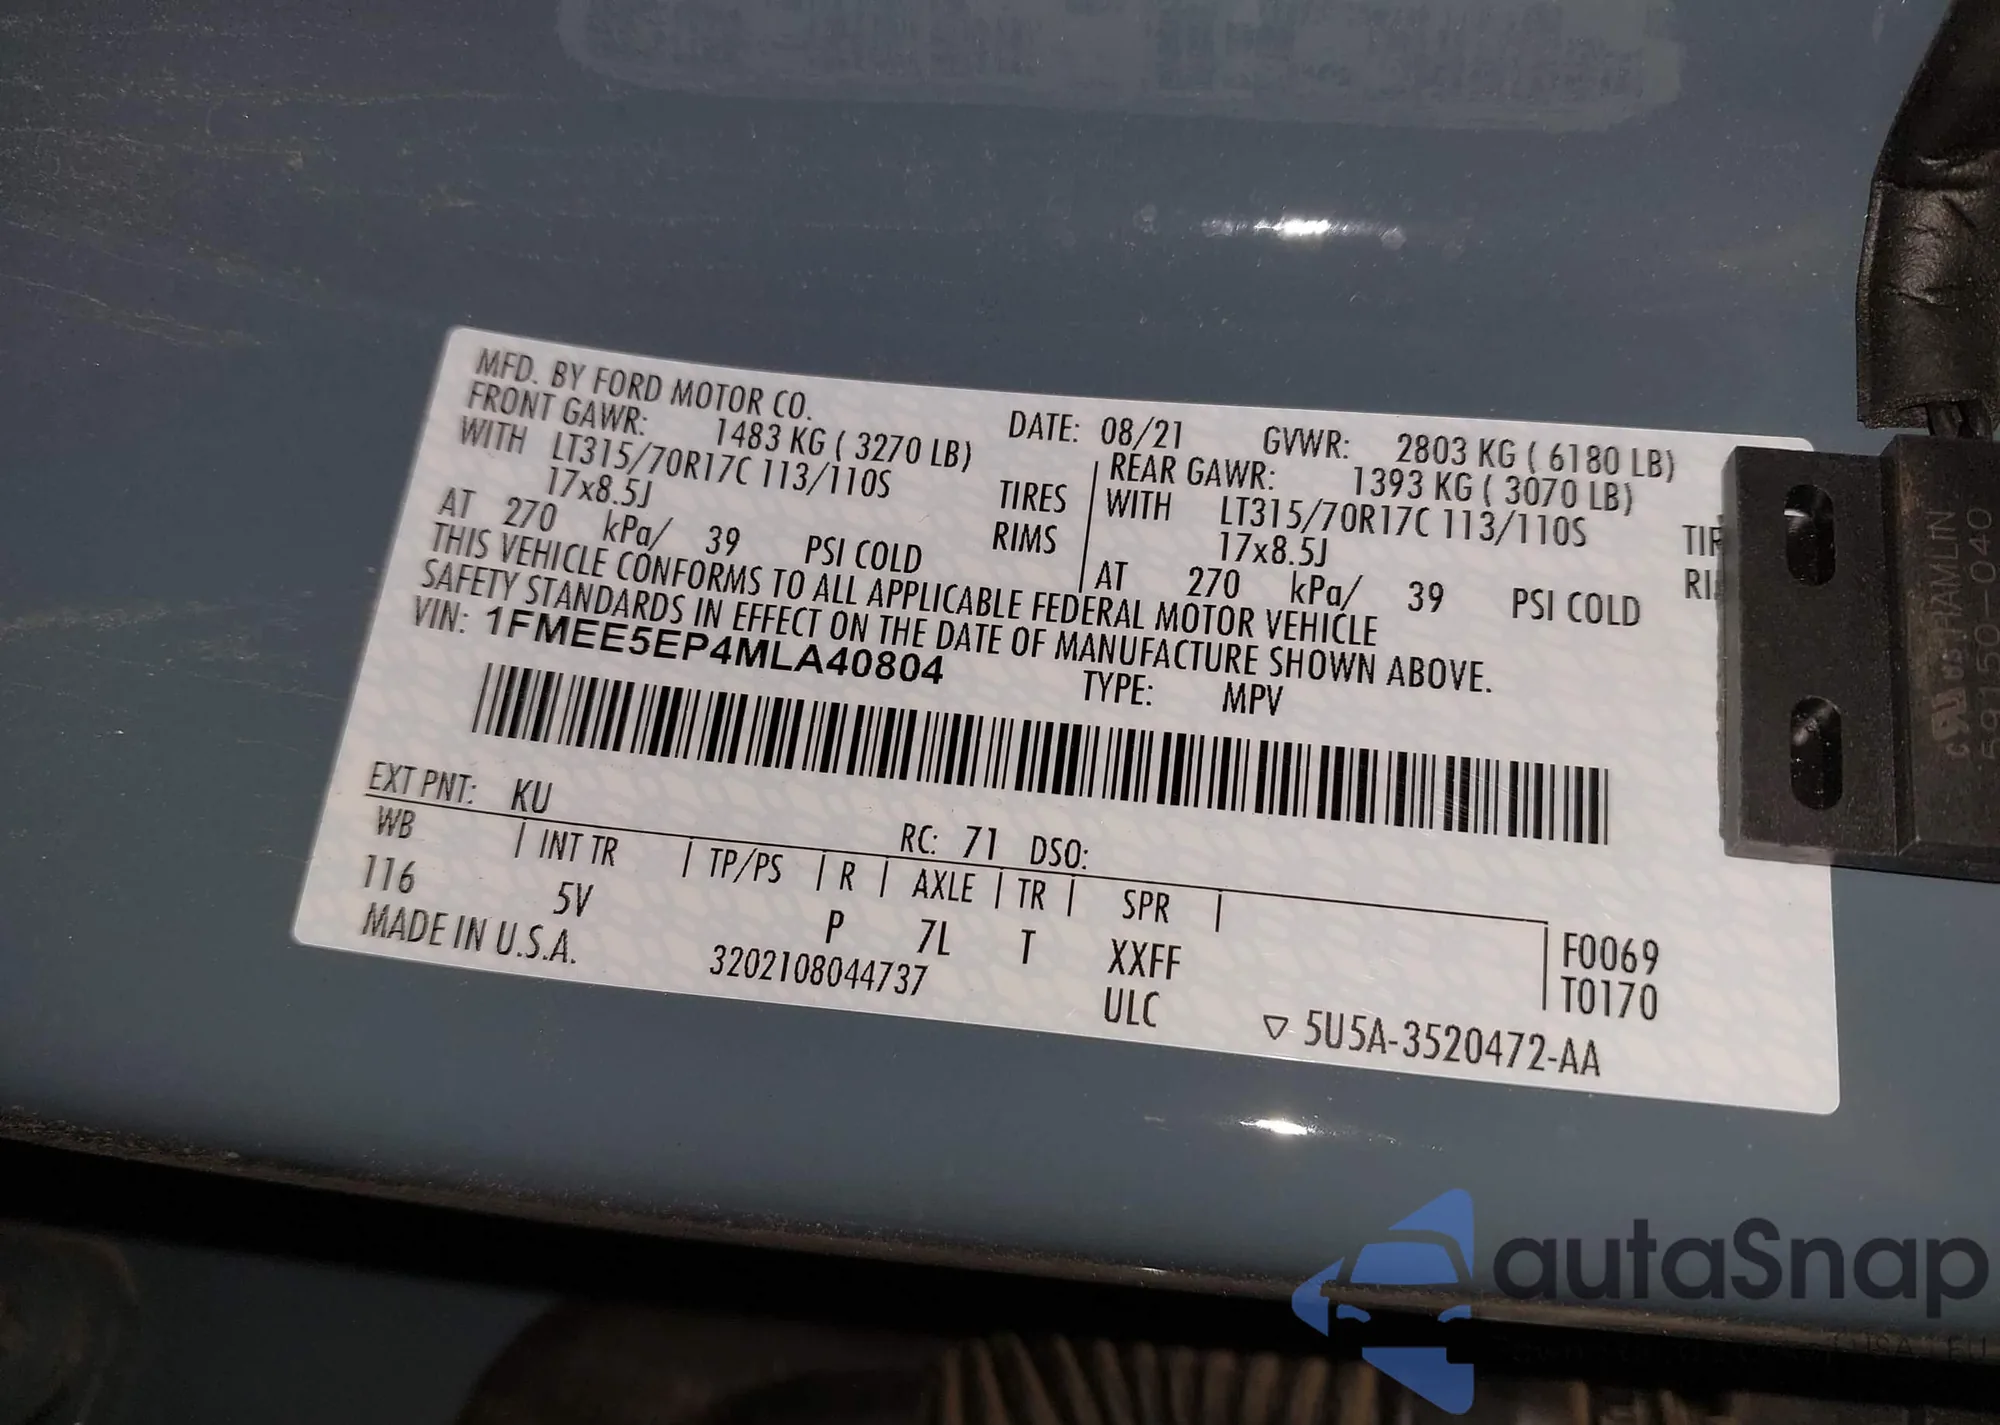 MFD. BY FORD MOTOR CO. DATE: 08/21 GVWR: 2803 KG ( 6180 LB)
FRONT GAWR: 1483 KG ( 3270 LB) REAR GAWR: 1393 KG ( 3070 LB)
WITH LT315/70R17C 113/110S TIRES WITH LT315/70R17C 113/110S
17x8.5J RIMS 17x8.5J
AT 270 kPa/ 39 PSI COLD AT 270 kPa/ 39 PSI COLD
THIS VEHICLE CONFORMS TO ALL APPLICABLE FEDERAL MOTOR VEHICLE
SAFETY STANDARDS IN EFFECT ON THE DATE OF MANUFACTURE SHOWN ABOVE.
VIN: 1FMEE5EP4MLA40804 TYPE: MPV
EXT PNT: KU RC: 71 DSO:
WB INT TR TP/PS R AXLE TR SPR
116 5V P 7L T XXFF F0069
ULC T0170
MADE IN U.S.A. 3202108044737 ▽ 5U5A-3520472-AA
HAMLIN
59150-040
autaSnap